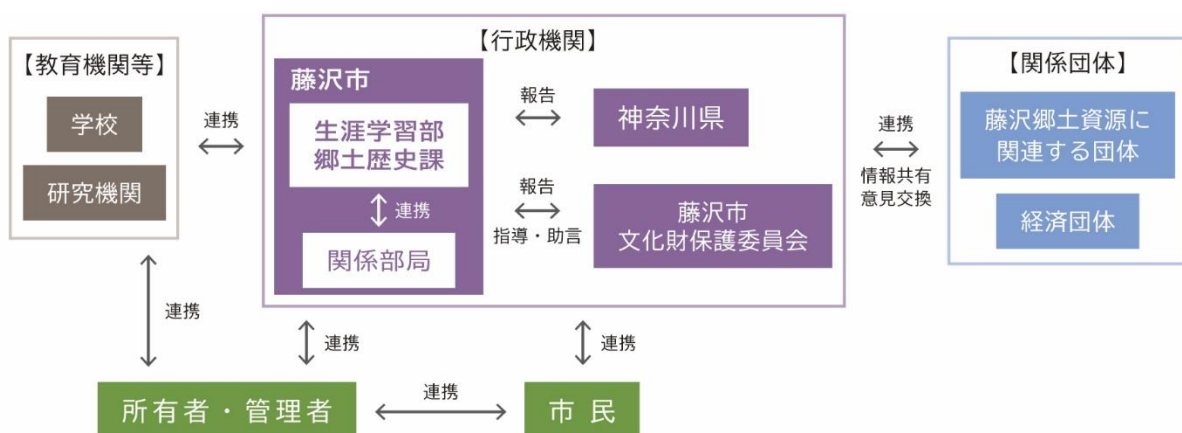 【教育機関等】
学校
研究機関
連携
【行政機関】
藤沢市
生涯学習部
郷土歴史課
連携
関係部局
報告
神奈川県
報告
指導・助言
藤沢市
文化財保護委員会
連携
情報共有
意見交換
【関係団体】
藤沢郷土資源に
関連する団体
経済団体
連携
連携
連携
所有者・管理者
連携
市民